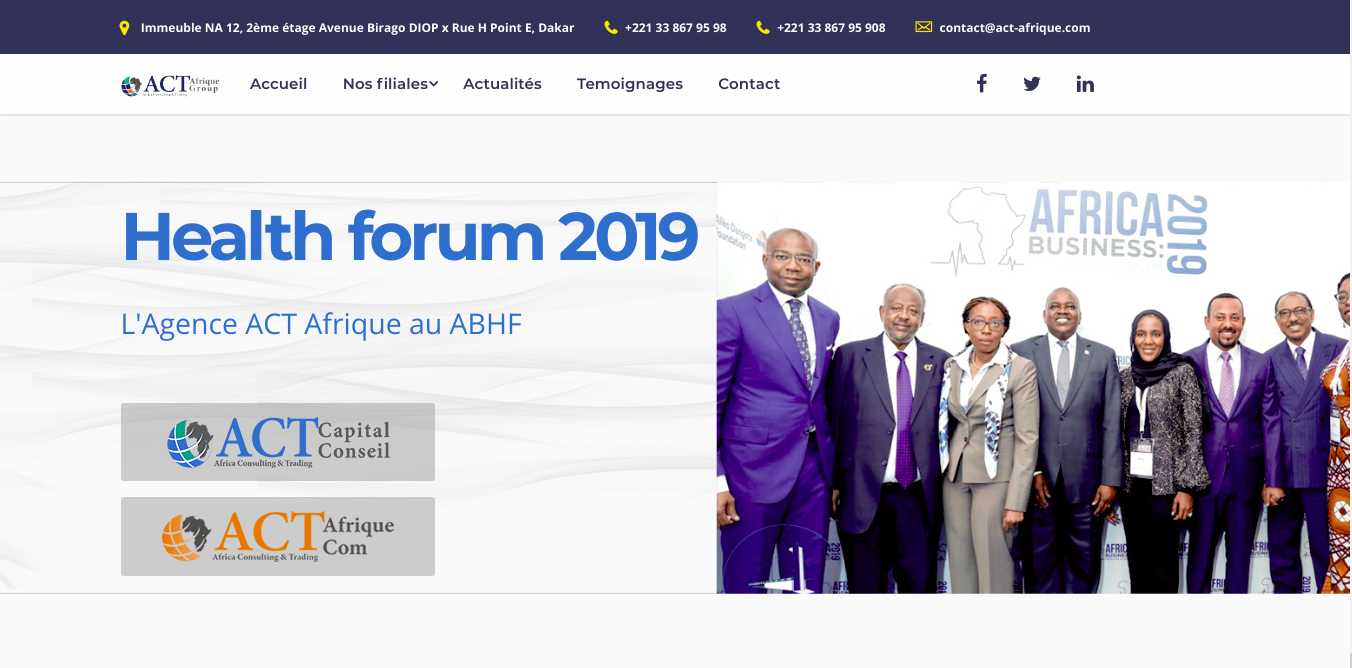 Immeuble NA 12, 2ème étage Avenue Birago DIOP x Rue H Point E, Dakar
+221 33 867 95 98
+221 33 867 95 908
contact@act-afrique.com
ACT Afrique Group
Accueil
Nos filiales
Actualités
Temoignages
Contact
Health forum 2019
L'Agence ACT Afrique au ABHF
ACT Capital Conseil
Africa Consulting & Trading
ACT Afrique Com
Africa Consulting & Trading
Aliko Dangote
Foundation
AFRICA
BUSINESS:
2019